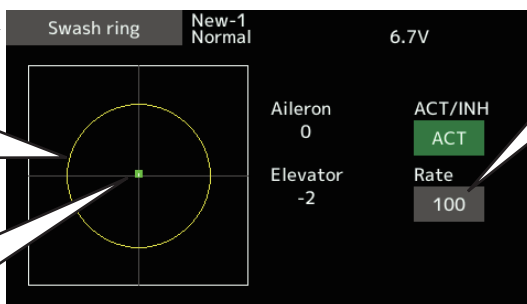 Swash ring
New-1
Normal
6.7V
Aileron
0
ACT/INH
ACT
Elevator
-2
Rate
100